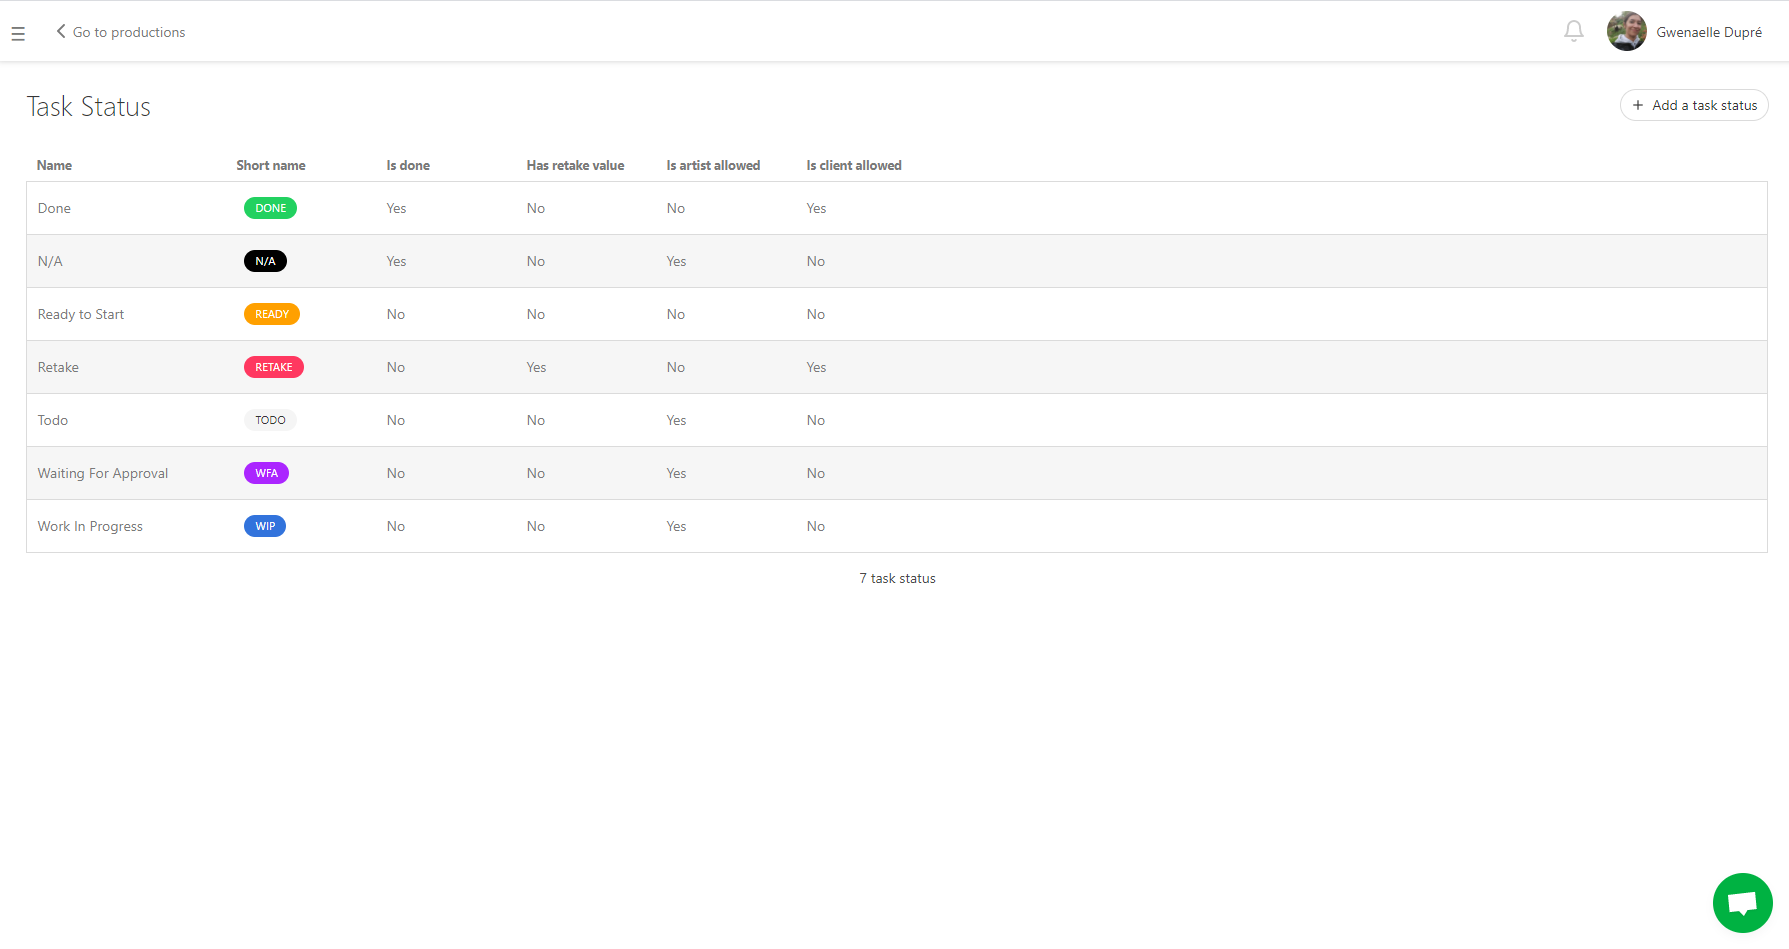 Go to productions
Gwenaelle Dupré
Task Status
+ Add a task status
Name Short name Is done Has retake value Is artist allowed Is client allowed
Done DONE Yes No No Yes
N/A N/A Yes No Yes No
Ready to Start READY No No No No
Retake RETAKE No Yes No Yes
Todo TODO No No Yes No
Waiting For Approval WFA No No Yes No
Work In Progress WIP No No Yes No
7 task status